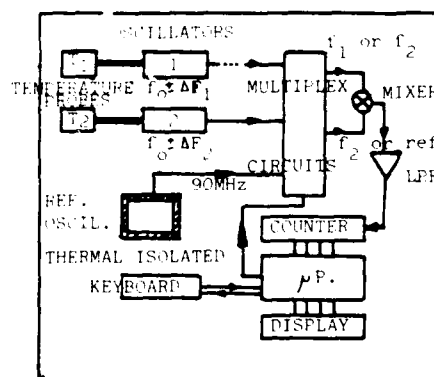 OSCILLATORS
T1
1
f₁ or f₂
TEMPERATURE
PROBES
f₀ ± ΔF₁
MULTIPLEX
MIXER
T2
2
f₀ ± ΔF₂
f₂ or ref
CIRCUITS
90MHz
LPF
REF.
OSCIL.
COUNTER
THERMAL ISOLATED
KEYBOARD
μP.
DISPLAY